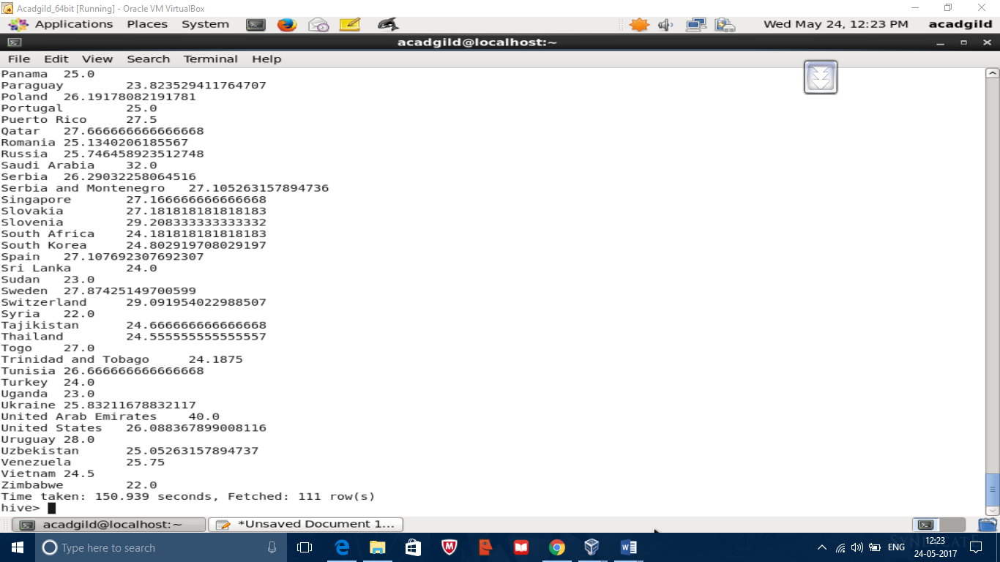 Acadgild_64bit [Running] - Oracle VM VirtualBox
Applications Places System Wed May 24, 12:23 PM acadgild
acadgild@localhost:~
File Edit View Search Terminal Help
Panama 25.0
Paraguay 23.823529411764707
Poland 26.19178082191781
Portugal 25.0
Puerto Rico 27.5
Qatar 27.666666666666668
Romania 25.1340206185567
Russia 25.746458923512748
Saudi Arabia 32.0
Serbia 26.29032258064516
Serbia and Montenegro 27.105263157894736
Singapore 27.166666666666668
Slovakia 27.181818181818183
Slovenia 29.208333333333332
South Africa 24.181818181818183
South Korea 24.802919708029197
Spain 27.107692307692307
Sri Lanka 24.0
Sudan 23.0
Sweden 27.87425149700599
Switzerland 29.091954022988507
Syria 22.0
Tajikistan 24.666666666666668
Thailand 24.555555555555557
Togo 27.0
Trinidad and Tobago 24.1875
Tunisia 26.666666666666668
Turkey 24.0
Uganda 23.0
Ukraine 25.83211678832117
United Arab Emirates 40.0
United States 26.088367899008116
Uruguay 28.0
Uzbekistan 25.05263157894737
Venezuela 25.75
Vietnam 24.5
Zimbabwe 22.0
Time taken: 150.939 seconds, Fetched: 111 row(s)
hive>
acadgild@localhost:~ *Unsaved Document 1...
Type here to search ENG 12:23
SYNDICATE
24-05-2017